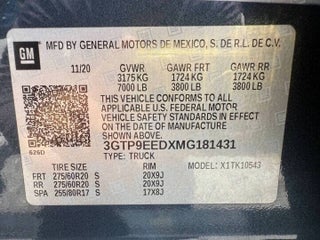 GM
MFD BY GENERAL MOTORS DE MEXICO, S. DE R.L. DE C.V.
11/20 GVWR GAWR FRT GAWR RR
3175 KG 1724 KG 1724 KG
7000 LB 3800 LB 3800 LB
THIS VEHICLE CONFORMS TO ALL
APPLICABLE U.S. FEDERAL MOTOR
VEHICLE SAFETY STANDARDS IN EFFECT ON THE
DATE OF MANUFACTURE
SHOWN ABOVE.
626D 3GTP9EEDXMG181431
TYPE: TRUCK MODEL: X1TK10543
TIRE SIZE RIM
FRT 275/60R20 S 20X9J
RR 275/60R20 S 20X9J
SPA 255/80R17 S 17X8J